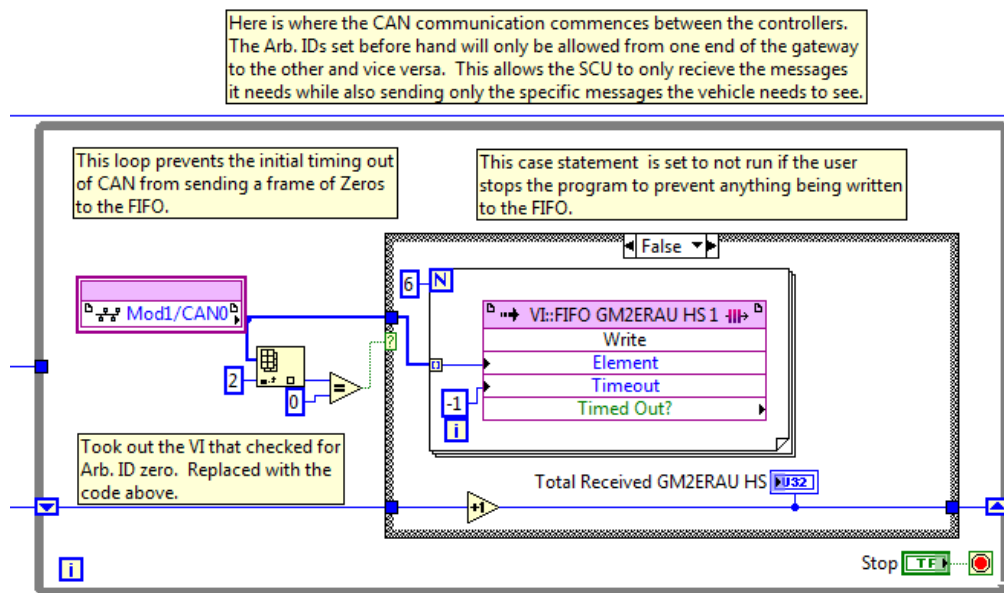 Here is where the CAN communication commences between the controllers.
The Arb. IDs set before hand will only be allowed from one end of the gateway
to the other and vice versa.  This allows the SCU to only recieve the messages
it needs while also sending only the specific messages the vehicle needs to see.
This loop prevents the initial timing out
of CAN from sending a frame of Zeros
to the FIFO.
This case statement  is set to not run if the user
stops the program to prevent anything being written
to the FIFO.
False
6
N
Mod1/CAN0
VI::FIFO GM2ERAU HS 1
Write
?
Element
2
=
0
Timeout
-1
Timed Out?
i
Took out the VI that checked for
Arb. ID zero.  Replaced with the
code above.
Total Received GM2ERAU HS
U32
+1
i
Stop
TF